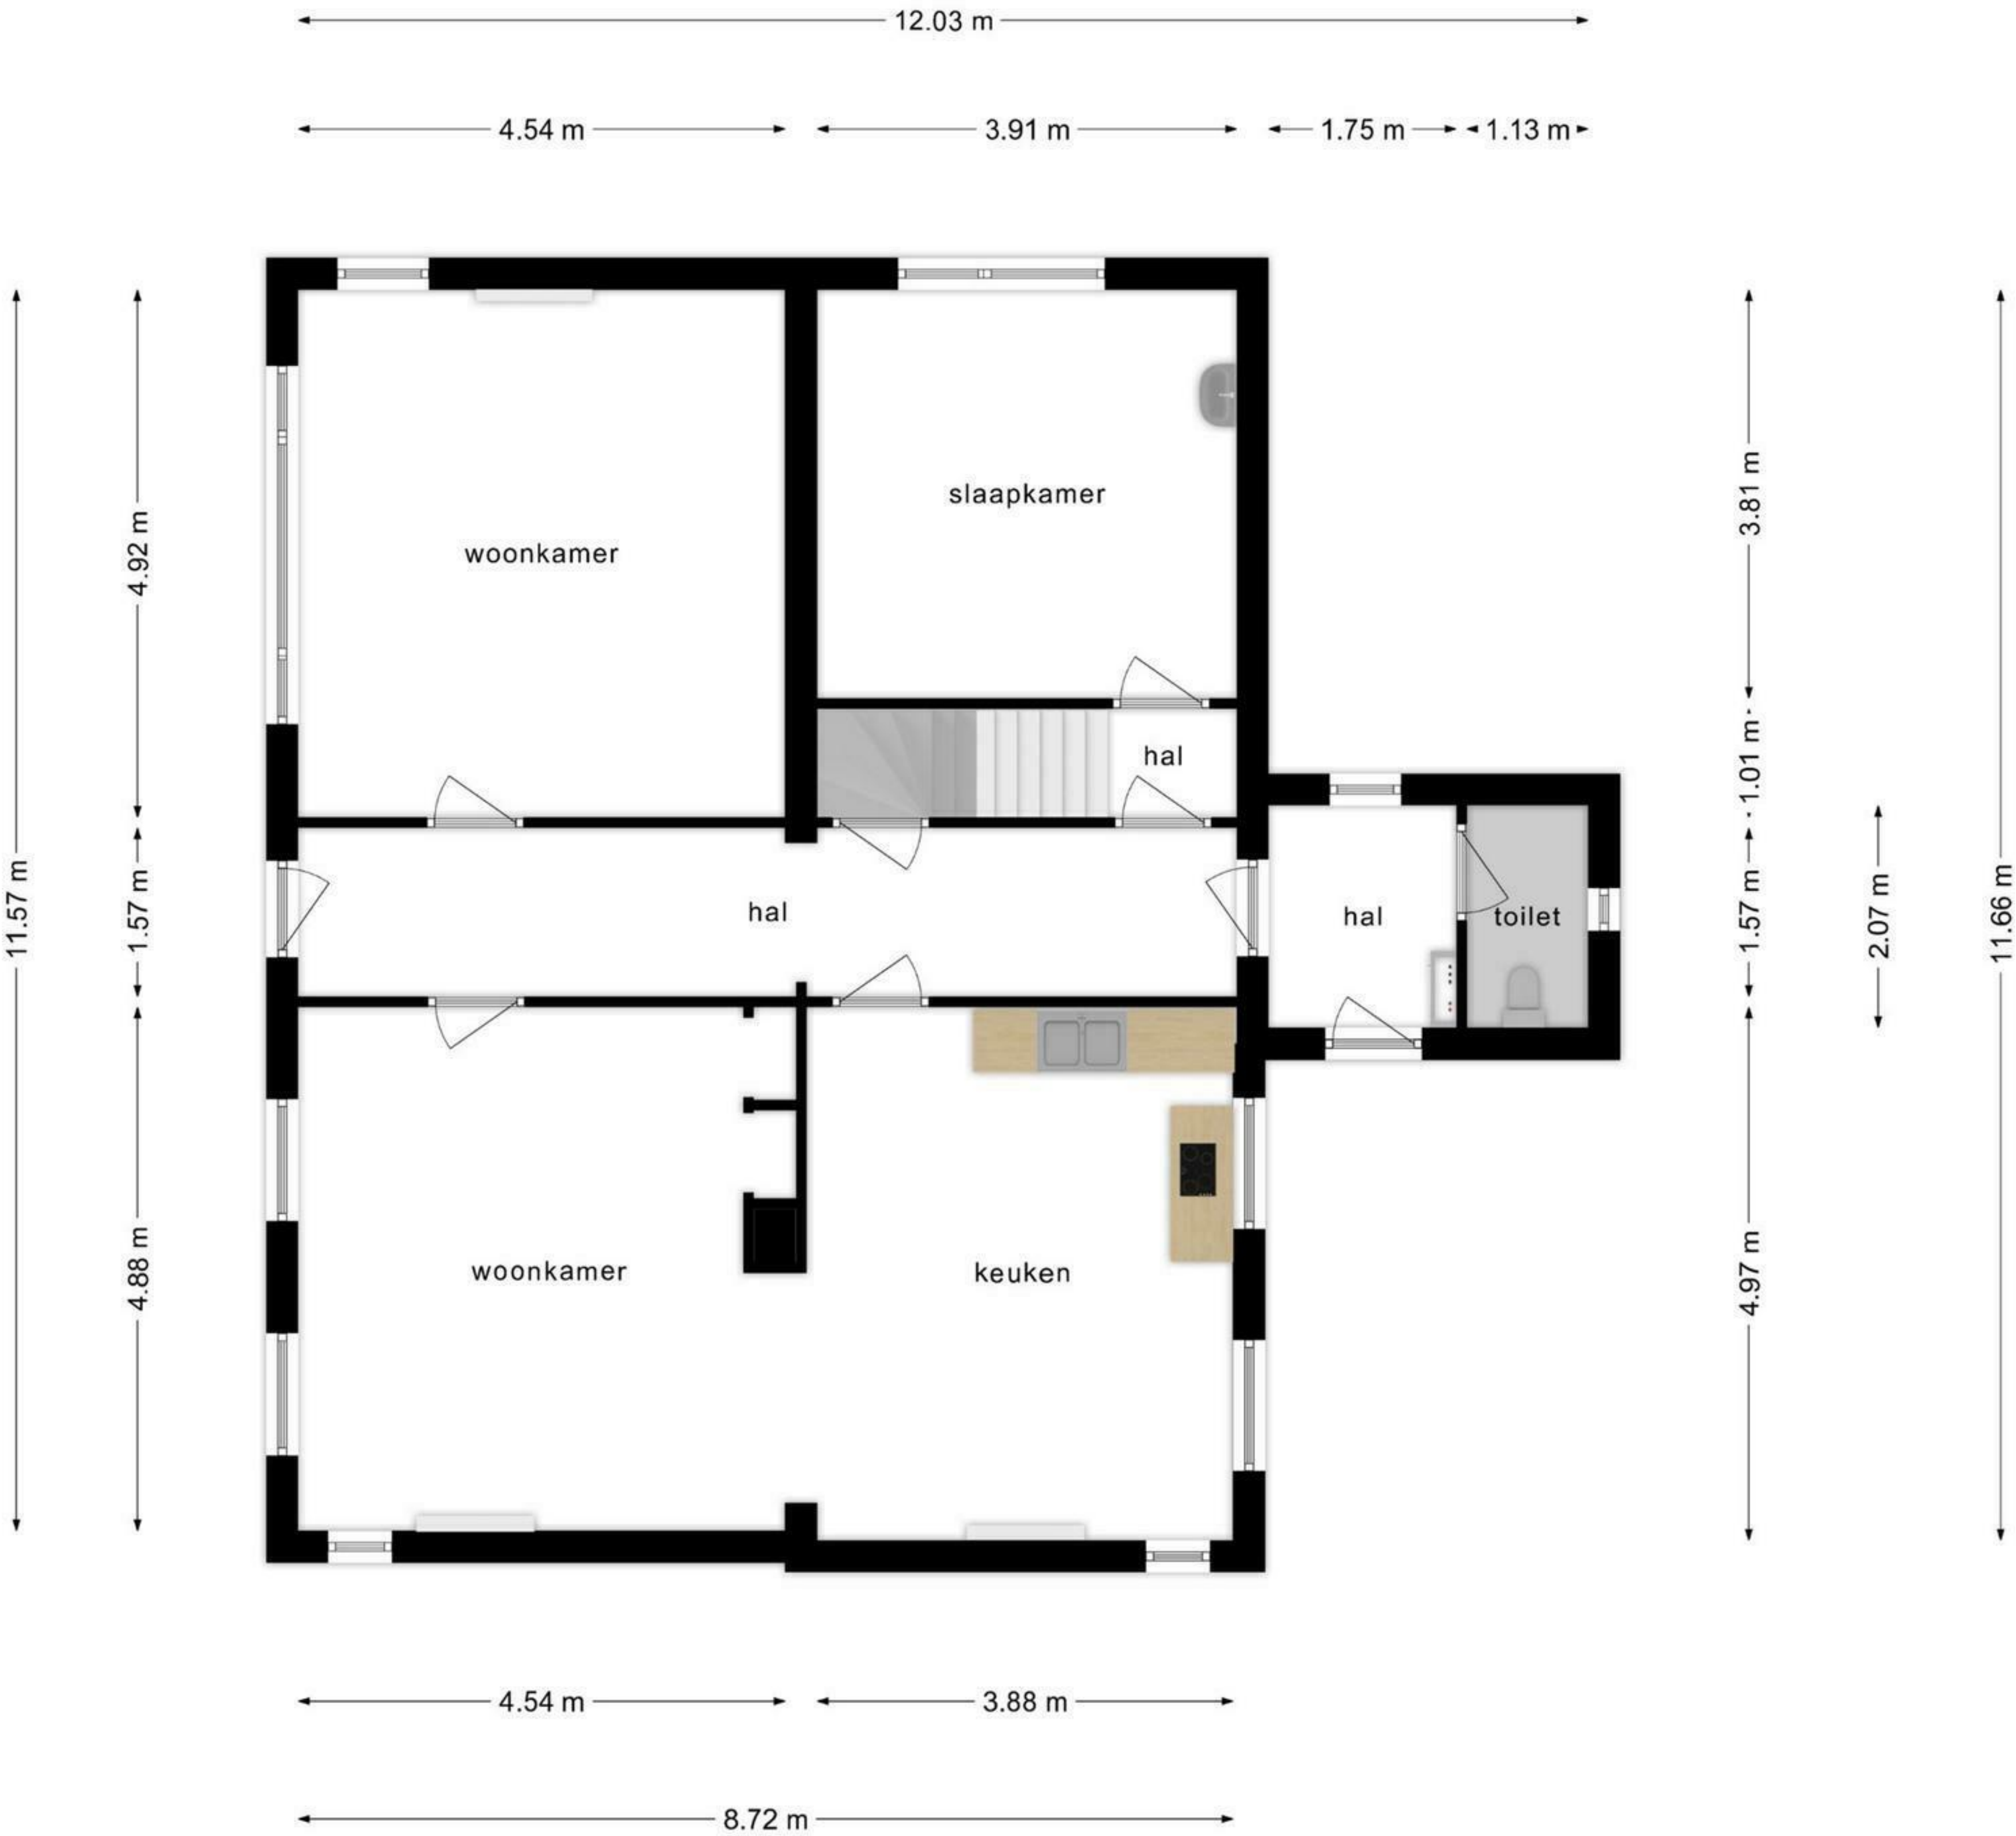 12.03 m
4.54 m
3.91 m
1.75 m
1.13 m
slaapkamer
woonkamer
4.92 m
3.81 m
hal
1.01 m
11.57 m
1.57 m
hal
hal
toilet
1.57 m
2.07 m
11.66 m
4.88 m
woonkamer
keuken
4.97 m
4.54 m
3.88 m
8.72 m